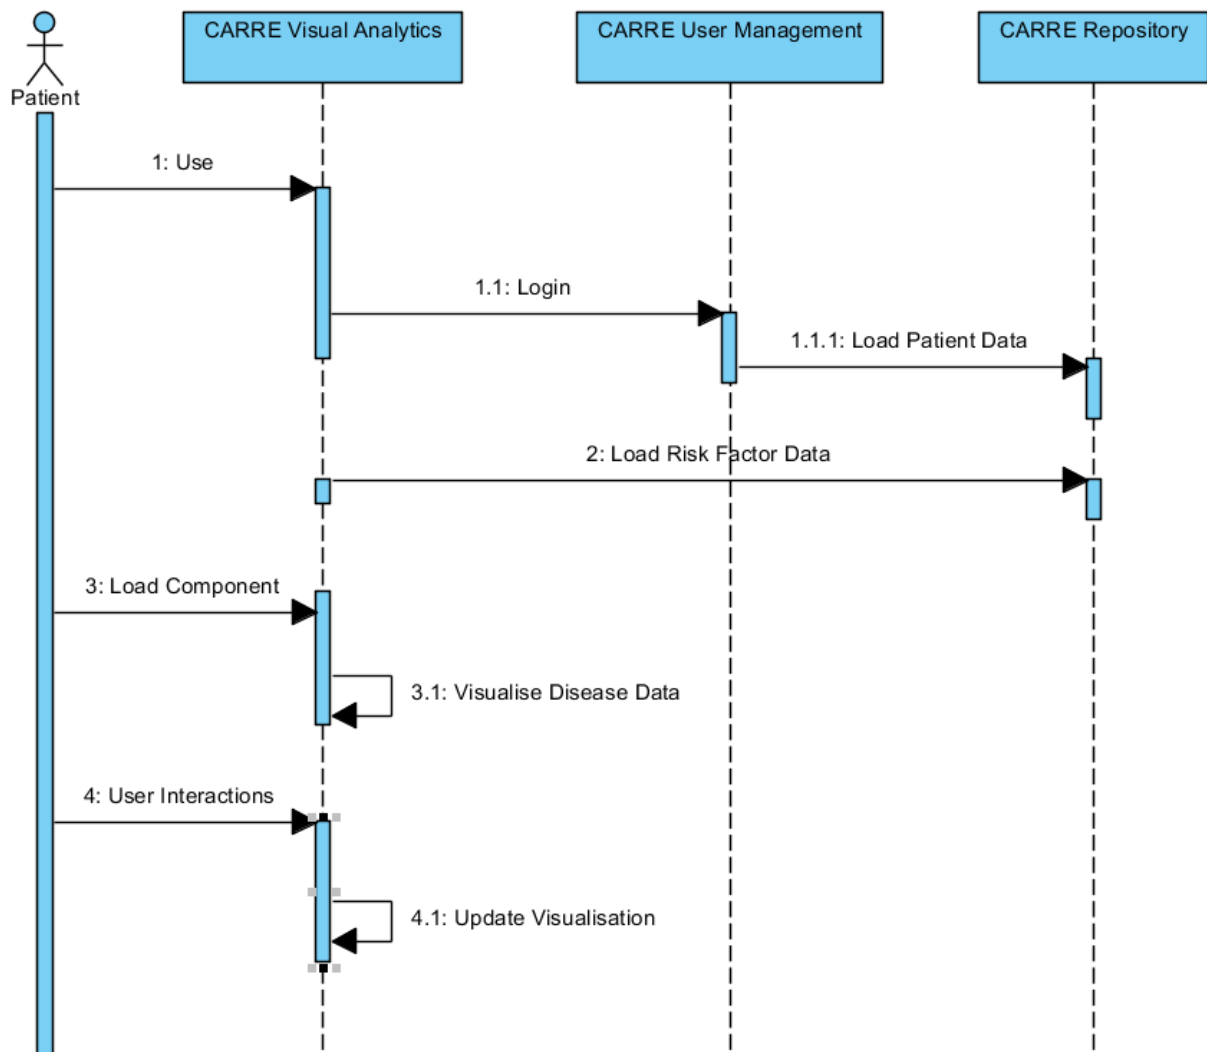 CARRE Visual Analytics
CARRE User Management
CARRE Repository
Patient
1: Use
1.1: Login
1.1.1: Load Patient Data
2: Load Risk Factor Data
3: Load Component
3.1: Visualise Disease Data
4: User Interactions
4.1: Update Visualisation